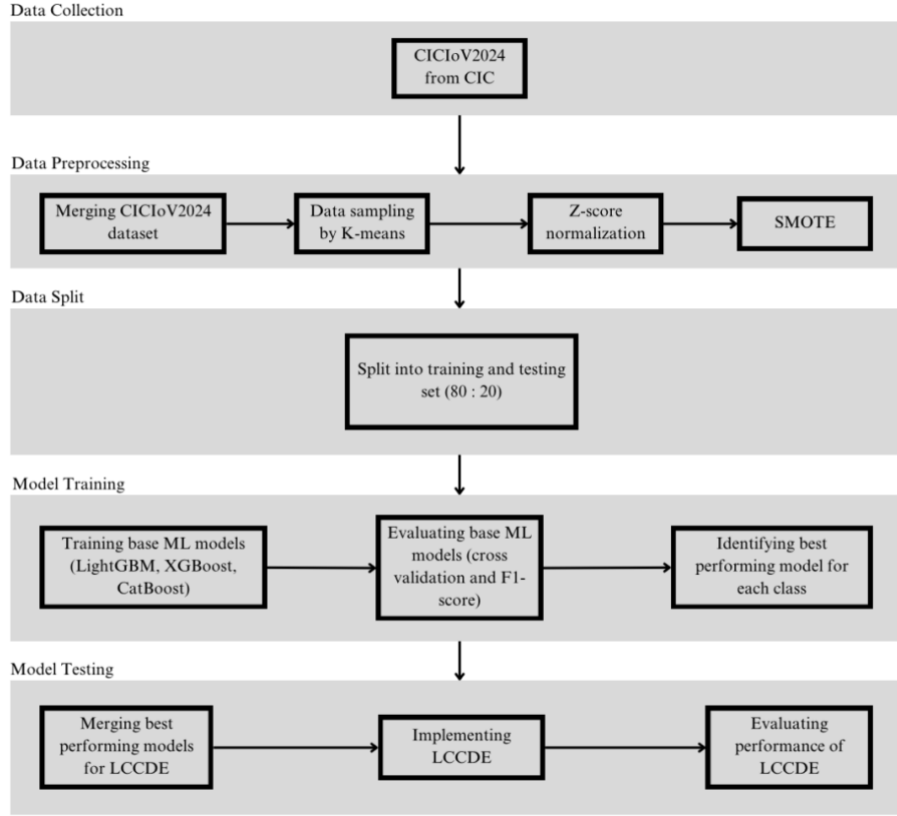 Data Collection
CICIoV2024
from CIC
Data Preprocessing
Merging CICIoV2024
dataset
Data sampling
by K-means
Z-score
normalization
SMOTE
Data Split
Split into training and testing
set (80 : 20)
Model Training
Training base ML models
(LightGBM, XGBoost,
CatBoost)
Evaluating base ML
models (cross
validation and F1-
score)
Identifying best
performing model for
each class
Model Testing
Merging best
performing models
for LCCDE
Implementing
LCCDE
Evaluating
performance of
LCCDE